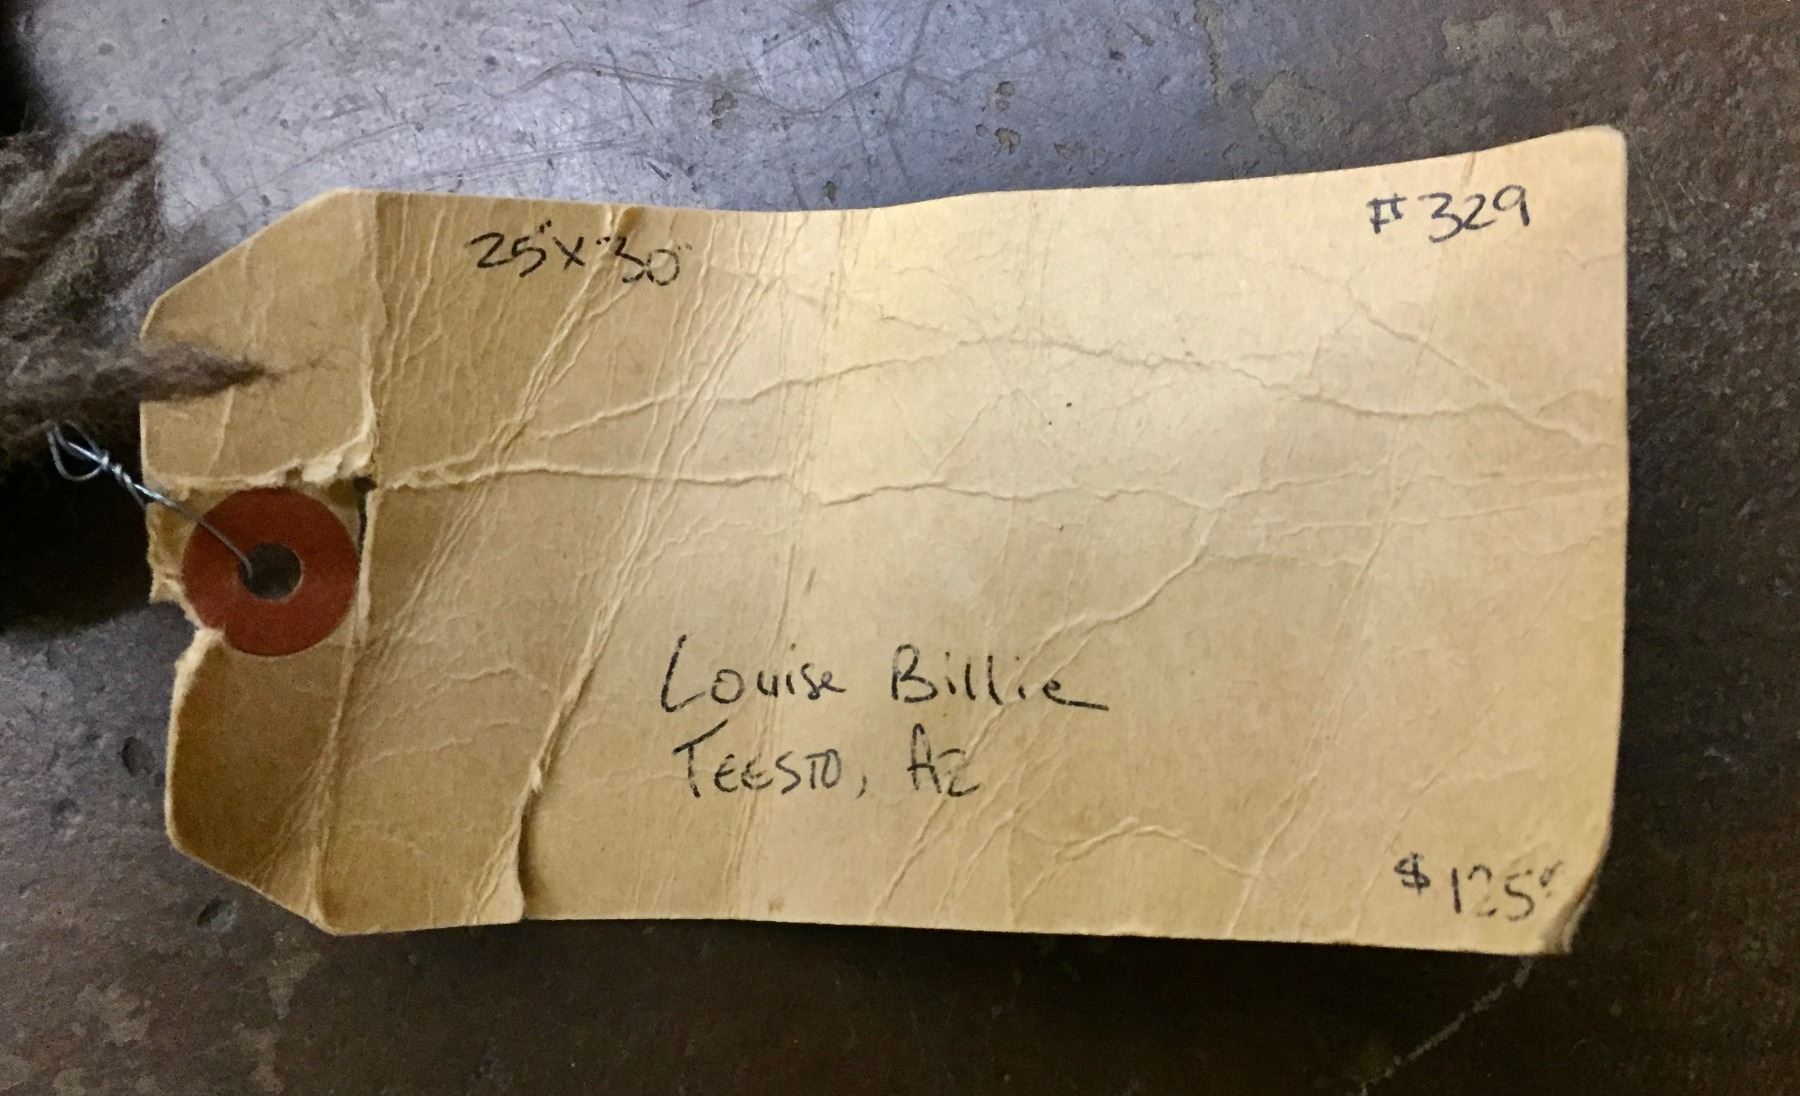 25"X30"
#329
Louise Billie
Teesto, Az
$125